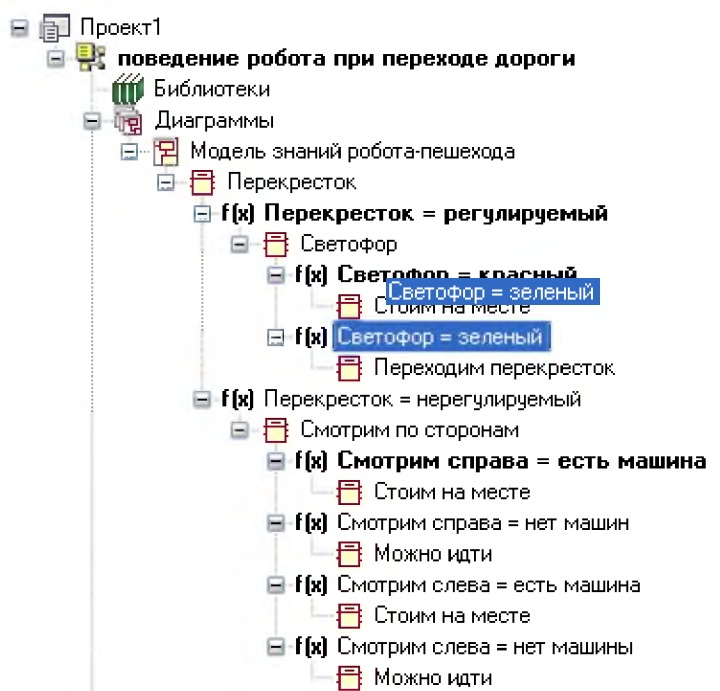 Проект1
поведение робота при переходе дороги
Библиотеки
Диаграммы
Модель знаний робота-пешехода
Перекресток
f(x) Перекресток = регулируемый
Светофор
f(x) Светофор = красный
Светофор = зеленый
Стоим на месте
f(x) Светофор = зеленый
Переходим перекресток
f(x) Перекресток = нерегулируемый
Смотрим по сторонам
f(x) Смотрим справа = есть машина
Стоим на месте
f(x) Смотрим справа = нет машин
Можно идти
f(x) Смотрим слева = есть машина
Стоим на месте
f(x) Смотрим слева = нет машины
Можно идти